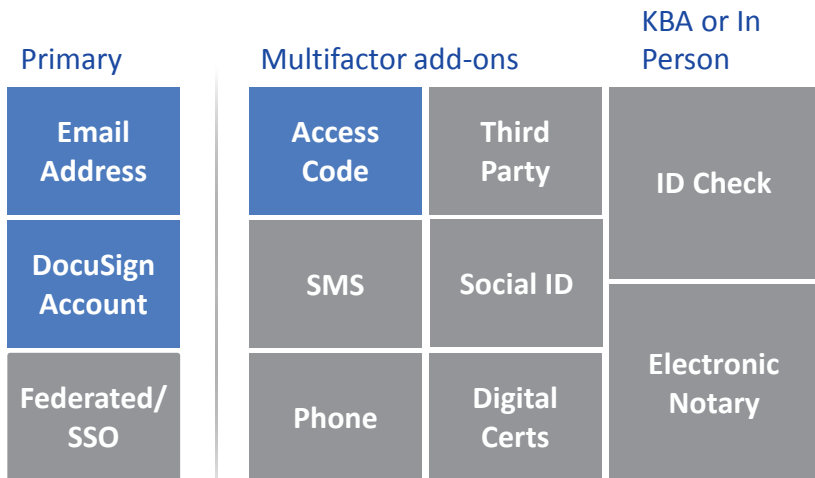 Primary
Multifactor add-ons
KBA or In
Person
Email
Address
Access
Code
Third
Party
ID Check
DocuSign
Account
SMS
Social ID
Electronic
Notary
Federated/
SSO
Phone
Digital
Certs